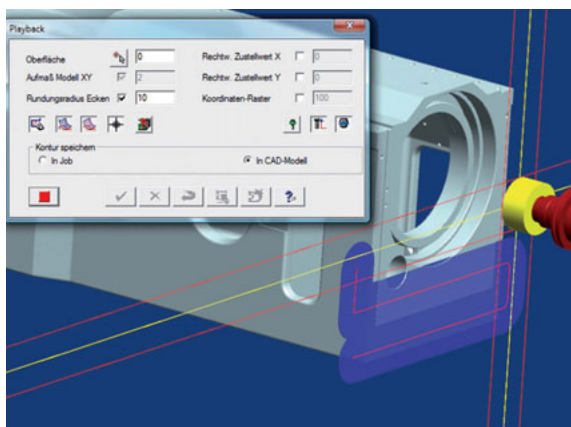 Playback
Oberfläche 0 Rechtw. Zustellwert X 0
Aufmaß Modell XY 2 Rechtw. Zustellwert Y 0
Rundungsradius Ecken 10 Koordinaten-Raster 100
Kontur speichern
In Job In CAD-Modell
?